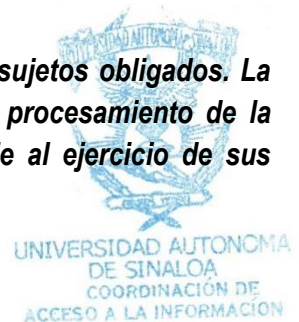 sujetos obligados. La
procesamiento de la
al ejercicio de sus
UNIVERSIDAD AUTONOMA
DE SINALOA
COORDINACIÓN DE
ACCESO A LA INFORMACIÓN